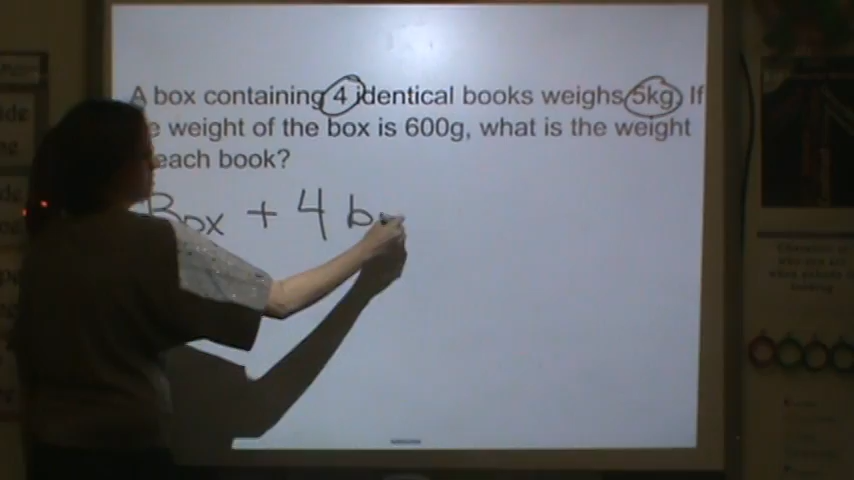 A box containing 4 identical books weighs 5kg. If
weight of the box is 600g, what is the weight
each book?
Box + 4 b